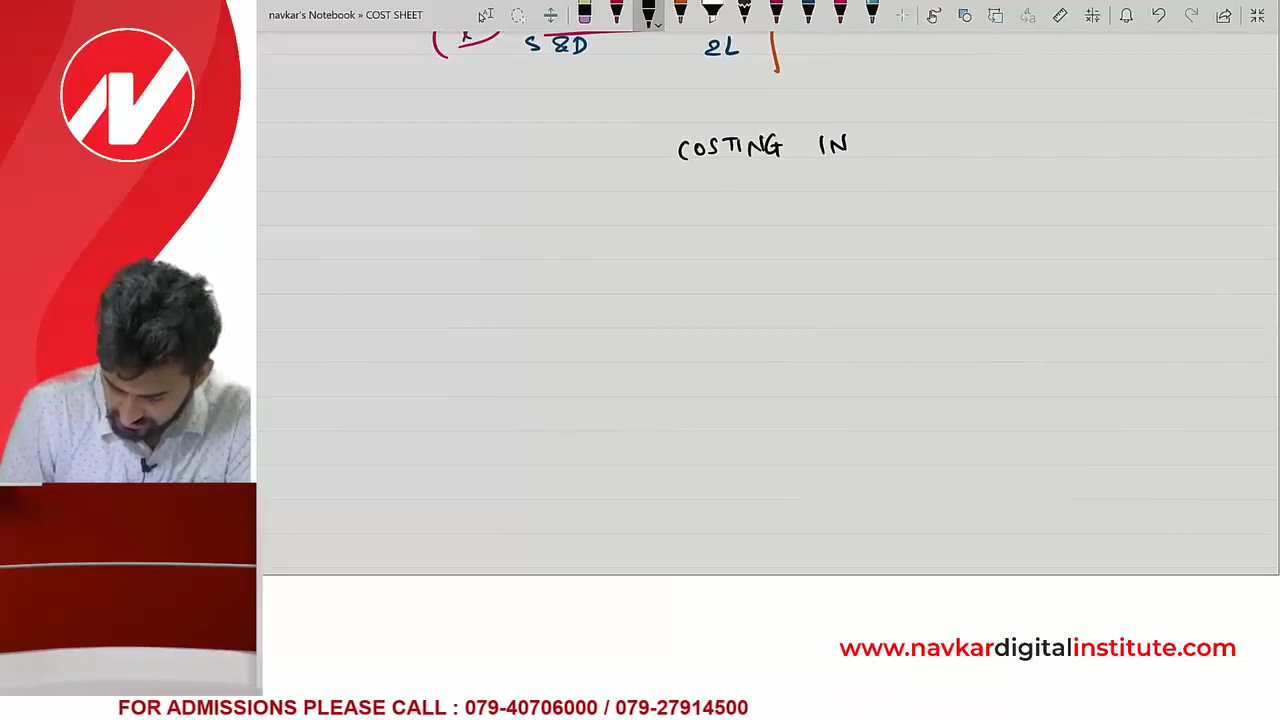 navkar's Notebook » COST SHEET
S &D 2L
COSTING IN
www.navkardigitalinstitute.com
FOR ADMISSIONS PLEASE CALL : 079-40706000 / 079-27914500